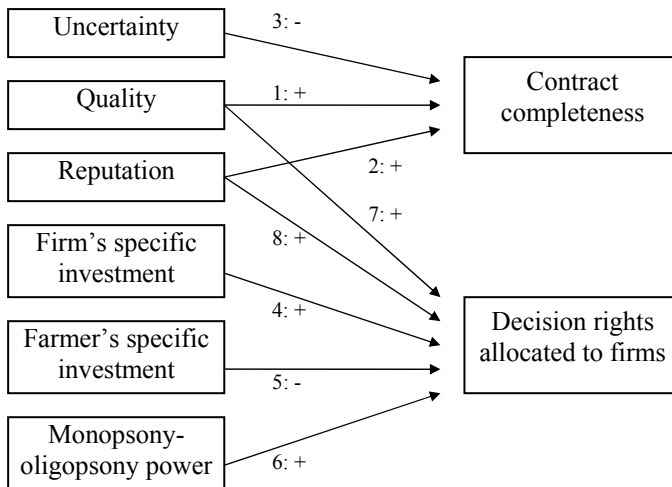 Uncertainty
3: -
Quality
1: +
Contract
completeness
Reputation
2: +
7: +
8: +
Firm's specific
investment
4: +
Farmer's specific
investment
5: -
Decision rights
allocated to firms
Monopsony-
oligopsony power
6: +